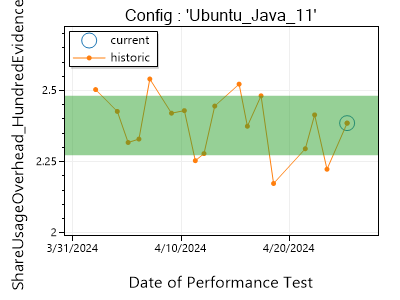 Config : 'Ubuntu_Java_11'
ShareUsageOverhead_HundredEvidence
current
historic
2.5
2.25
2
3/31/2024
4/10/2024
4/20/2024
Date of Performance Test